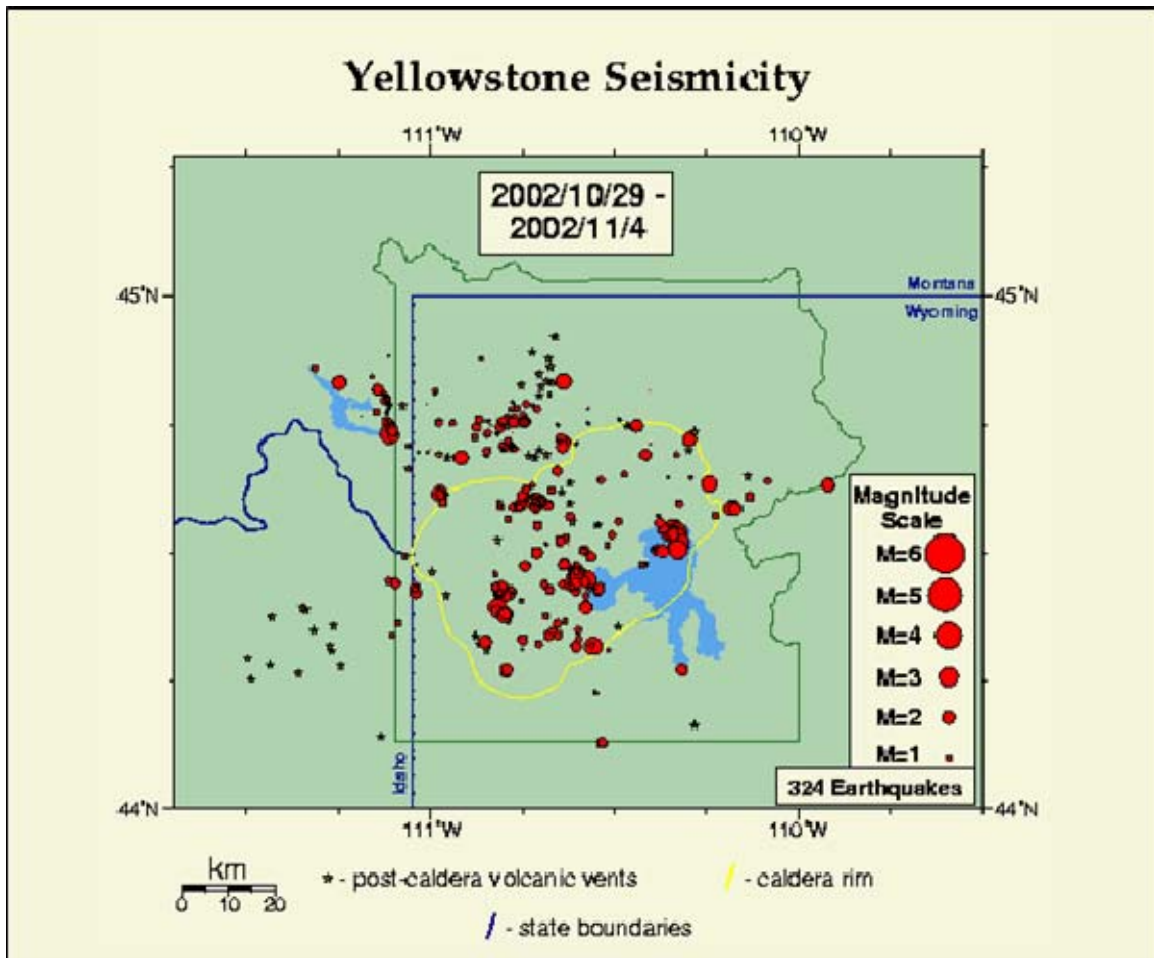 Yellowstone Seismicity
111°W 110°W
2002/10/29 -
2002/11/4
45°N 45°N
Montana
Wyoming
Magnitude
Scale
M=6
M=5
M=4
M=3
M=2
M=1
Idaho
324 Earthquakes
44°N 44°N
111°W 110°W
km
0 10 20
* - post-caldera volcanic vents
/ - caldera rim
/ - state boundaries